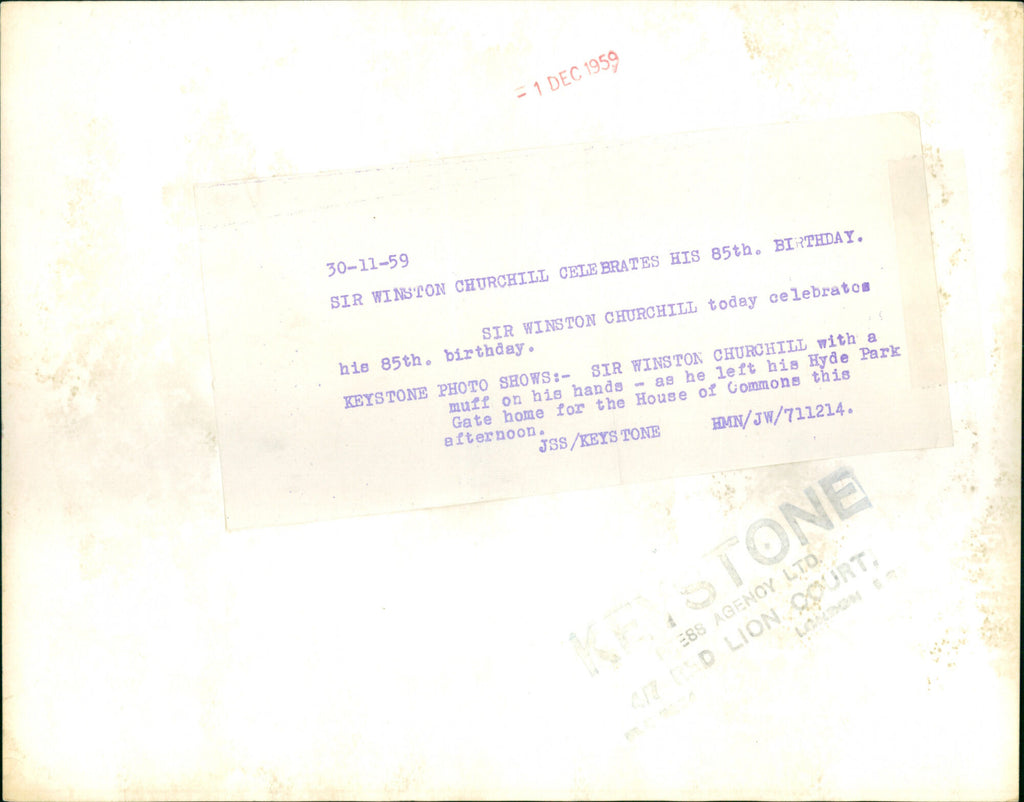 = 1 DEC 1959
30-11-59
SIR WINSTON CHURCHILL CELEBRATES HIS 85th. BIRTHDAY.
SIR WINSTON CHURCHILL today celebrates
his 85th. birthday.
KEYSTONE PHOTO SHOWS:- SIR WINSTON CHURCHILL with a
muff on his hands - as he left his Hyde Park
Gate home for the House of Commons this
afternoon.
JSS/KEYSTONE HMN/JW/711214.
KEYSTONE
PRESS AGENCY LTD.
RED LION COURT,
LONDON